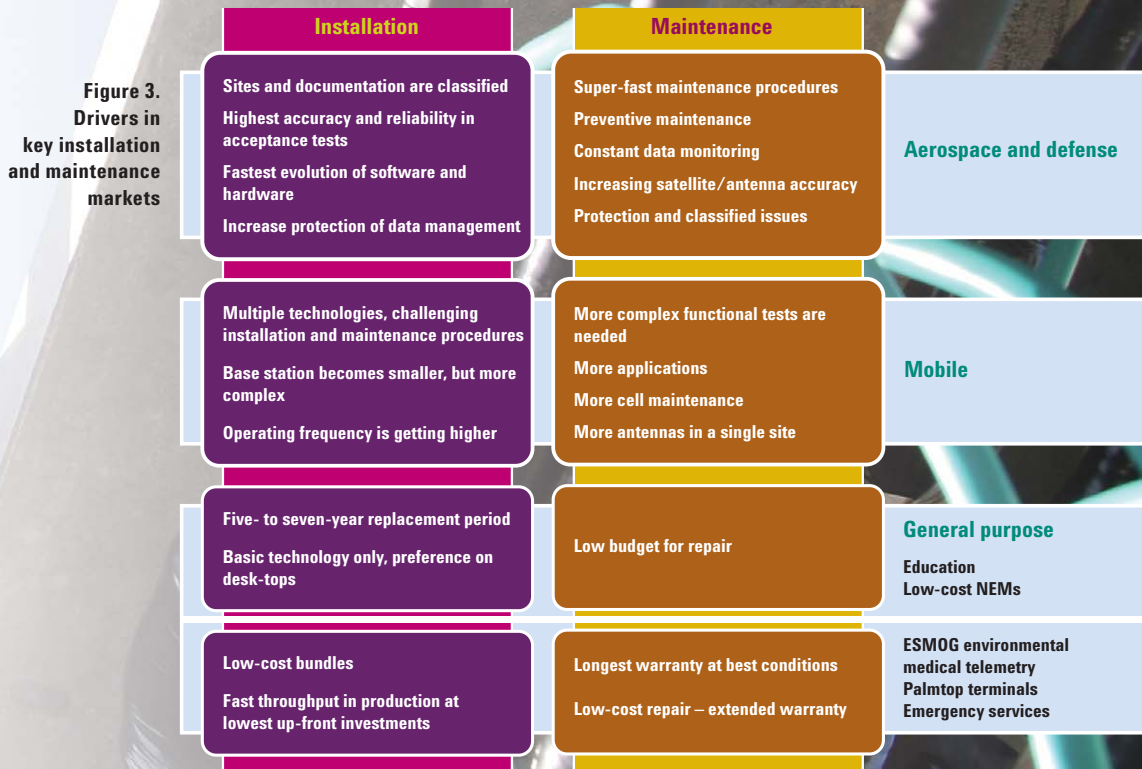 Installation
Maintenance
Figure 3.
Drivers in
key installation
and maintenance
markets
Sites and documentation are classified
Highest accuracy and reliability in
acceptance tests
Fastest evolution of software and
hardware
Increase protection of data management
Super-fast maintenance procedures
Preventive maintenance
Constant data monitoring
Increasing satellite/antenna accuracy
Protection and classified issues
Aerospace and defense
Multiple technologies, challenging
installation and maintenance procedures
Base station becomes smaller, but more
complex
Operating frequency is getting higher
More complex functional tests are
needed
More applications
More cell maintenance
More antennas in a single site
Mobile
Five- to seven-year replacement period
Basic technology only, preference on
desk-tops
Low budget for repair
General purpose
Education
Low-cost NEMs
Low-cost bundles
Fast throughput in production at
lowest up-front investments
Longest warranty at best conditions
Low-cost repair – extended warranty
ESMOG environmental
medical telemetry
Palmtop terminals
Emergency services